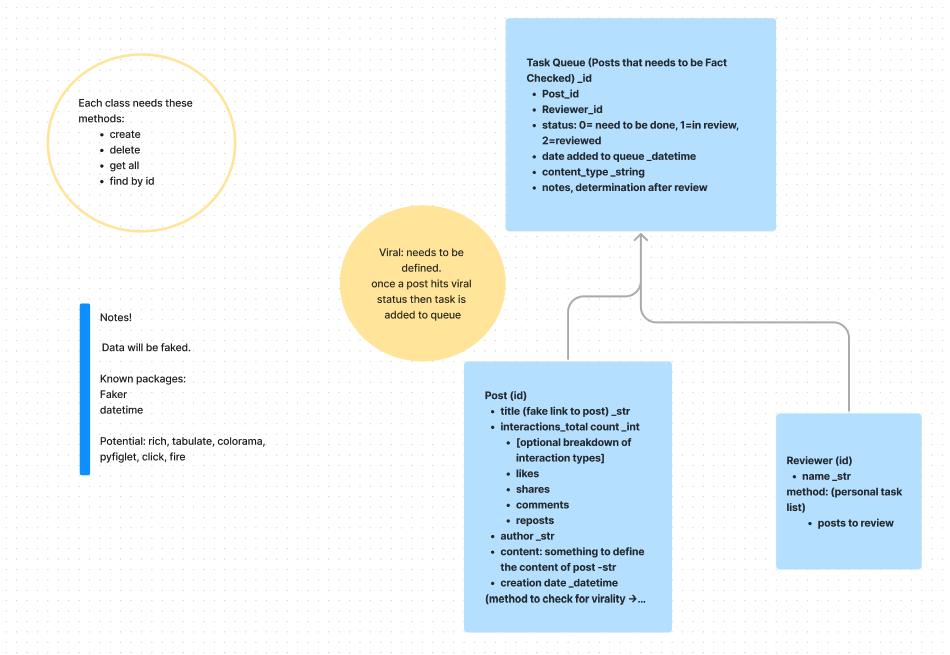 Each class needs these
methods:
• create
• delete
• get all
• find by id
Notes!
Data will be faked.
Known packages:
Faker
datetime
Potential: rich, tabulate, colorama,
pyfiglet, click, fire
Viral: needs to be
defined.
once a post hits viral
status then task is
added to queue
Task Queue (Posts that needs to be Fact
Checked) _id
• Post_id
• Reviewer_id
• status: 0= need to be done, 1=in review,
2=reviewed
• date added to queue _datetime
• content_type _string
• notes, determination after review
Post (id)
• title (fake link to post) _str
• interactions_total count _int
• [optional breakdown of
interaction types]
• likes
• shares
• comments
• reposts
• author _str
• content: something to define
the content of post -str
• creation date _datetime
(method to check for virality →...
Reviewer (id)
• name _str
method: (personal task
list)
• posts to review